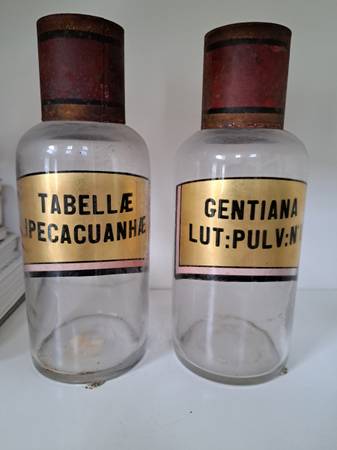 TABELLÆ
IPECACUANHÆ
GENTIANA
LUT:PULV:N